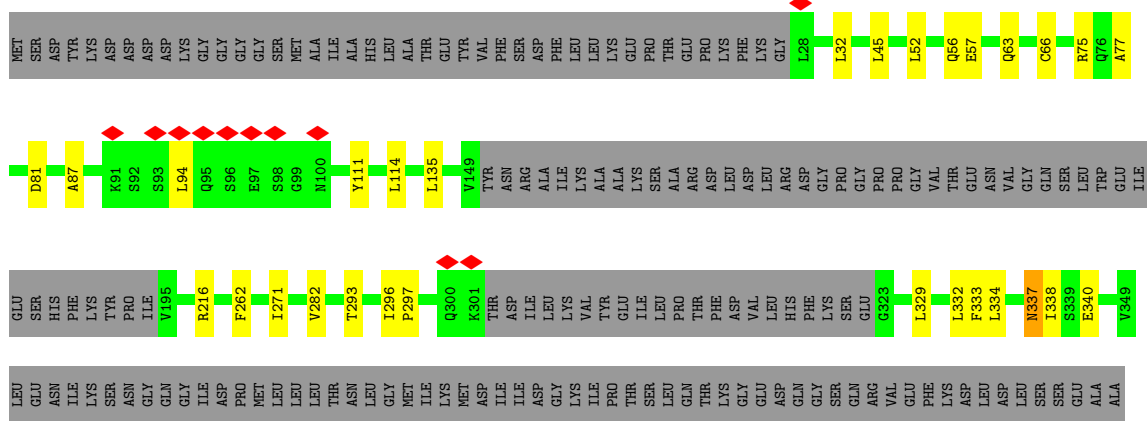 MET SER ASP TYR LYS ASP ASP ASP ASP LYS GLY GLY GLY SER MET ALA ILE ALA HIS LEU ALA THR GLU TYR VAL PHE SER ASP PHE LEU LEU LYS GLU PRO THR GLU PRO LYS PHE LYS GLY L28 L32 L45 L52 Q56 E57 Q63 C66 R75 Q76 A77
D81 A87 K91 S92 S93 L94 Q95 S96 E97 S98 G99 N100 Y111 L114 L135 V149 TYR ASN ARG ALA ILE LYS ALA ALA LYS SER ALA ARG ASP LEU ASP LEU ARG ASP GLY PRO GLY PRO PRO GLY VAL THR GLU ASN VAL GLY GLN SER LEU TRP GLU ILE
GLU SER HIS PHE LYS TYR PRO ILE V195 R216 F262 I271 V282 T293 I296 P297 Q300 K301 THR ASP ILE LEU LYS VAL TYR GLU ILE LEU PRO THR PHE ASP VAL LEU HIS PHE LYS SER GLU G323 L329 L332 F333 L334 N337 I338 S339 E340 V349
LEU GLU ASN ILE LYS SER ASN GLY GLN GLY ILE ASP PRO MET LEU LEU LEU THR ASN LEU GLY MET ILE LYS MET ASP ILE ILE ASP GLY LYS ILE PRO THR SER LEU GLN THR LYS GLY GLU ASP GLN GLY SER GLN ARG VAL GLU PHE LYS ASP LEU ASP LEU SER SER GLU ALA ALA